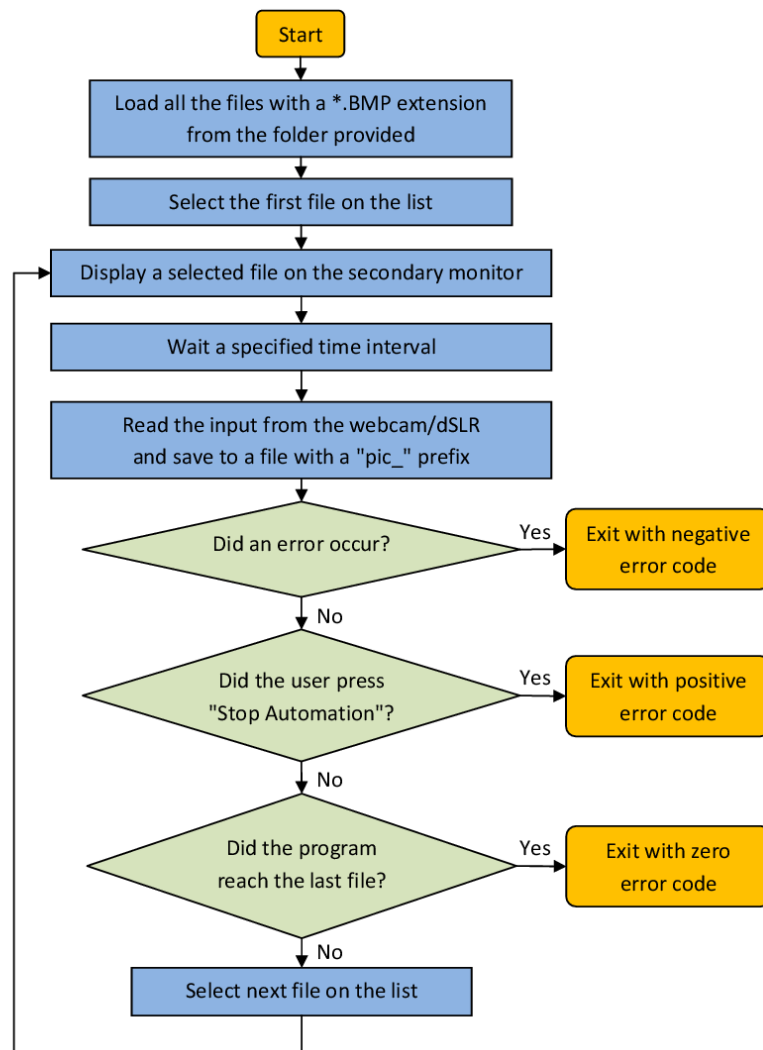 Start
Load all the files with a *.BMP extension
from the folder provided
Select the first file on the list
Display a selected file on the secondary monitor
Wait a specified time interval
Read the input from the webcam/dSLR
and save to a file with a "pic_" prefix
Did an error occur?
Yes
Exit with negative
error code
No
Did the user press
"Stop Automation"?
Yes
Exit with positive
error code
No
Did the program
reach the last file?
Yes
Exit with zero
error code
No
Select next file on the list